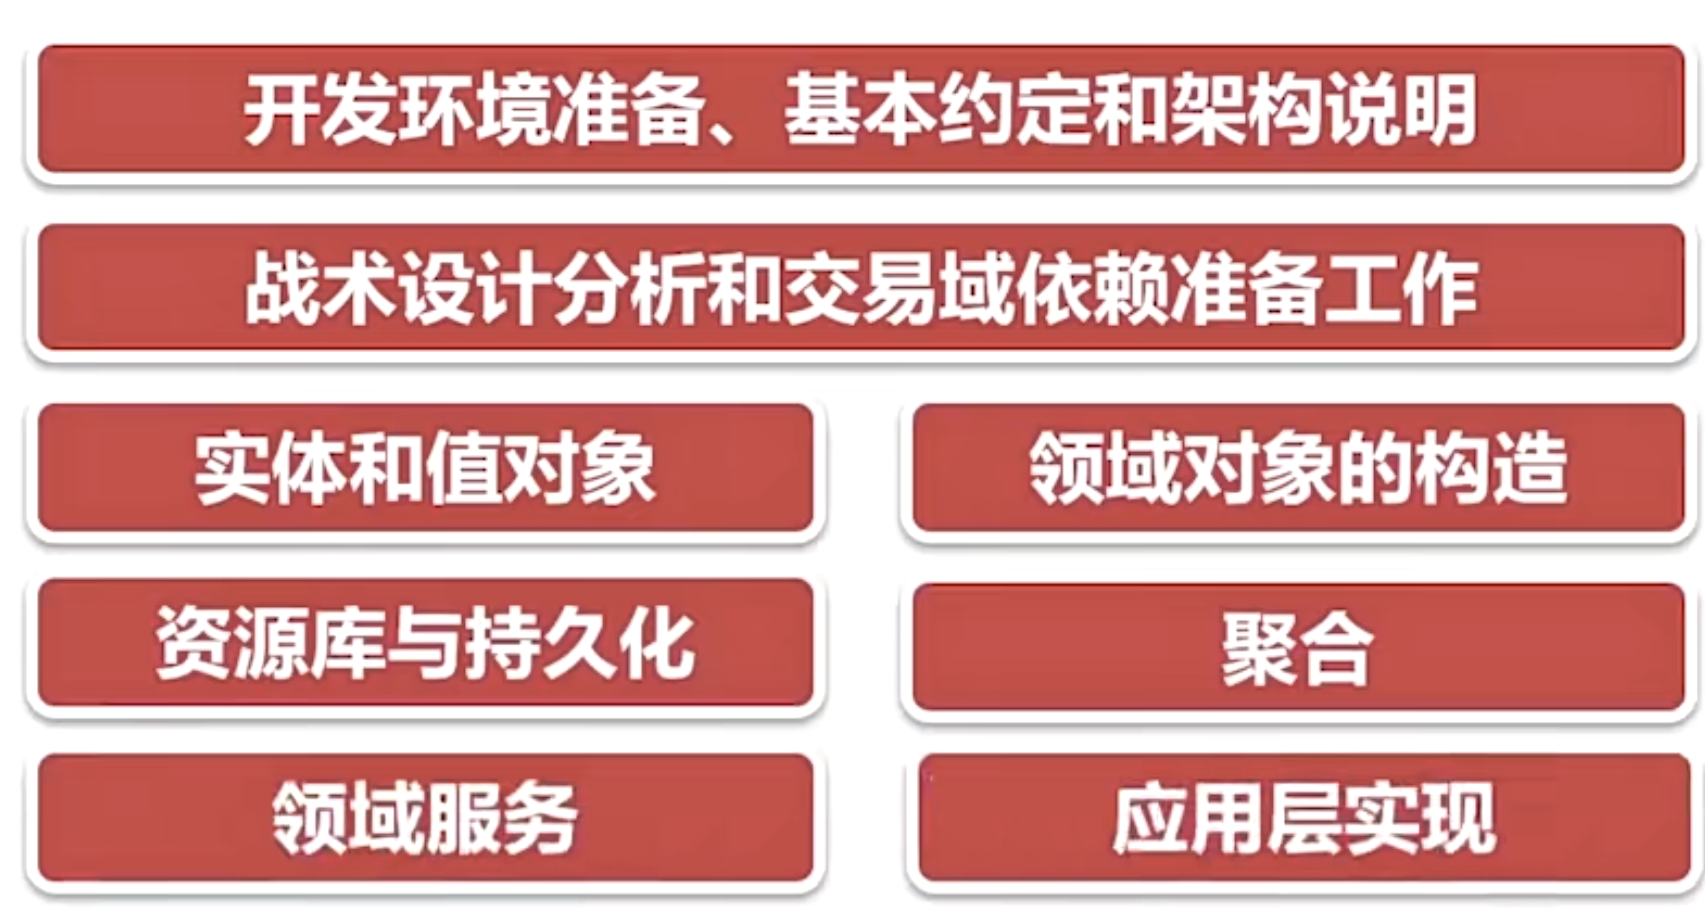 开发环境准备、基本约定和架构说明
战术设计分析和交易域依赖准备工作
实体和值对象
领域对象的构造
资源库与持久化
聚合
领域服务
应用层实现